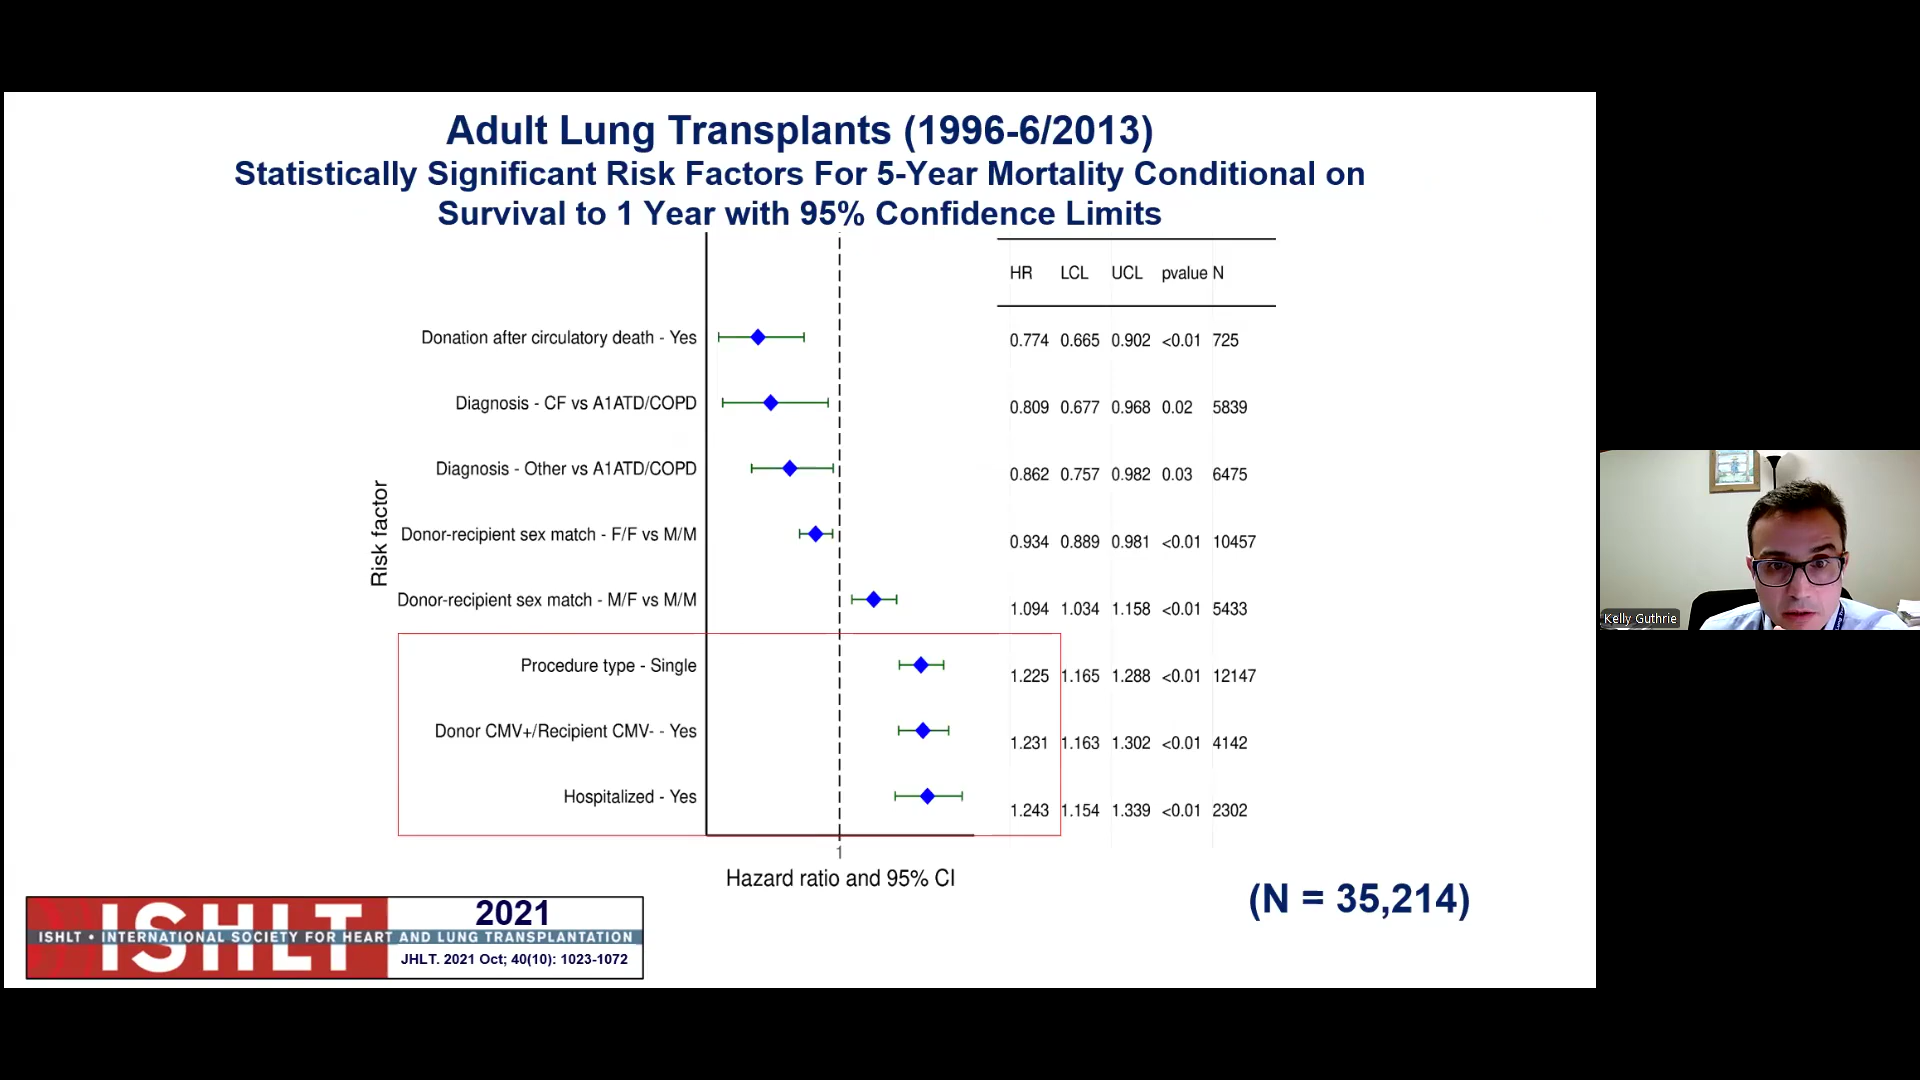 Adult Lung Transplants (1996-6/2013)
Statistically Significant Risk Factors For 5-Year Mortality Conditional on
Survival to 1 Year with 95% Confidence Limits
HR LCL UCL pvalue N
Donation after circulatory death - Yes 0.774 0.665 0.902 <0.01 725
Diagnosis - CF vs A1ATD/COPD 0.809 0.677 0.968 0.02 5839
Diagnosis - Other vs A1ATD/COPD 0.862 0.757 0.982 0.03 6475
Risk factor
Donor-recipient sex match - F/F vs M/M 0.934 0.889 0.981 <0.01 10457
Donor-recipient sex match - M/F vs M/M 1.094 1.034 1.158 <0.01 5433
Procedure type - Single 1.225 1.165 1.288 <0.01 12147
Donor CMV+/Recipient CMV- - Yes 1.231 1.163 1.302 <0.01 4142
Hospitalized - Yes 1.243 1.154 1.339 <0.01 2302
1
Hazard ratio and 95% CI
(N = 35,214)
ISHLT
2021
ISHLT • INTERNATIONAL SOCIETY FOR HEART AND LUNG TRANSPLANTATION
JHLT. 2021 Oct; 40(10): 1023-1072
Kelly Guthrie